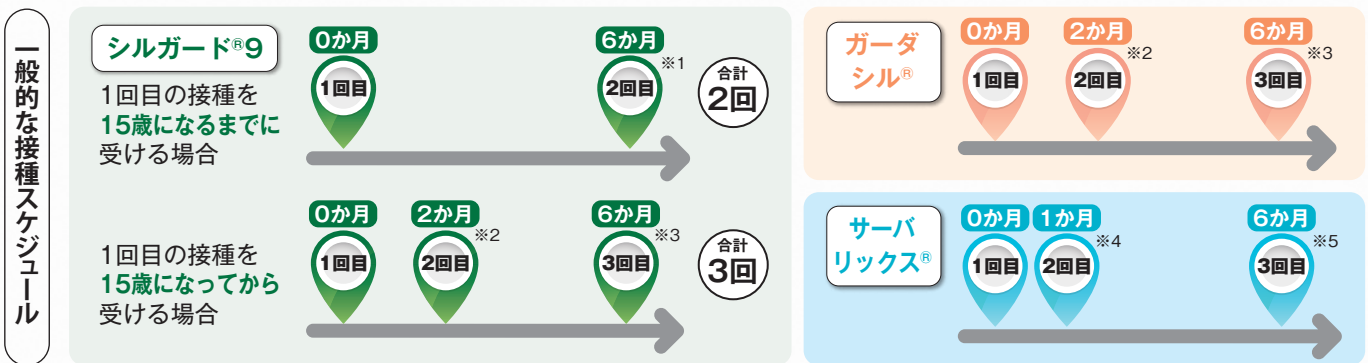 一般的な接種スケジュール
シルガード®9
1回目の接種を
15歳になるまでに
受ける場合
0か月
1回目
6か月
※1
2回目
合計
2回
1回目の接種を
15歳になってから
受ける場合
0か月
1回目
2か月
※2
2回目
6か月
※3
3回目
合計
3回
ガーダ
シル®
0か月
1回目
2か月
※2
2回目
6か月
※3
3回目
サーバ
リックス®
0か月
1回目
1か月
※4
2回目
6か月
※5
3回目